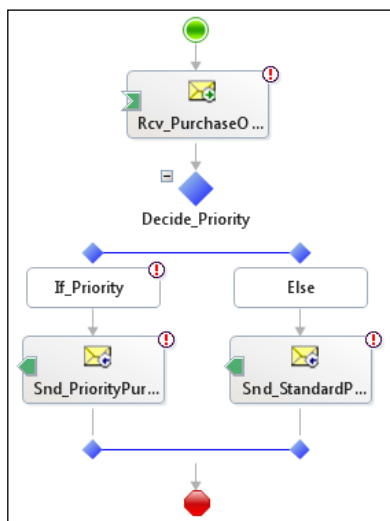 Rcv_PurchaseO ...
Decide_Priority
If_Priority
Else
Snd_PriorityPur...
Snd_StandardP...